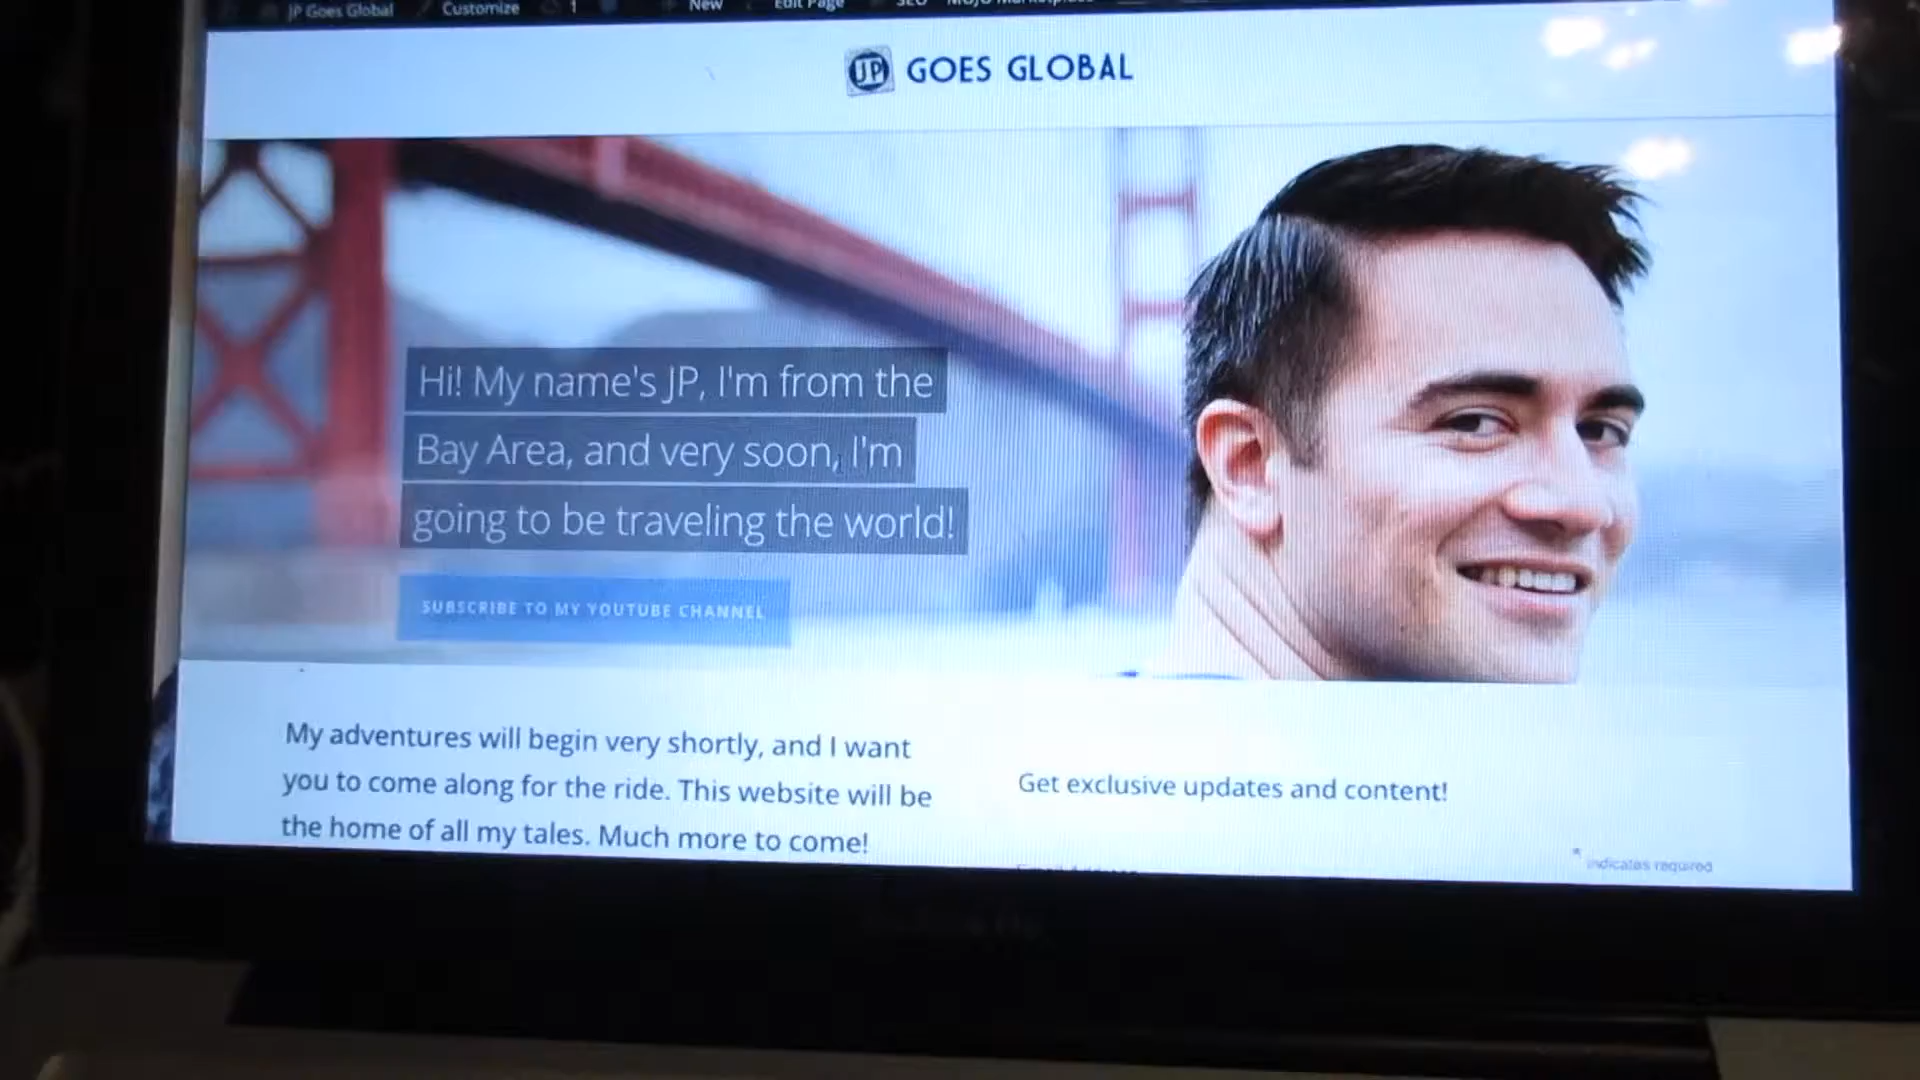 JP Goes Global Customize 1 New Edit Page SEO
JP GOES GLOBAL
Hi! My name's JP, I'm from the
Bay Area, and very soon, I'm
going to be traveling the world!
SUBSCRIBE TO MY YOUTUBE CHANNEL
My adventures will begin very shortly, and I want
you to come along for the ride. This website will be
the home of all my tales. Much more to come!
Get exclusive updates and content!
* indicates required